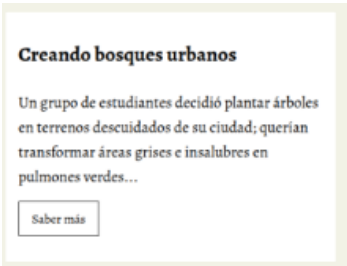 Creando bosques urbanos
Un grupo de estudiantes decidió plantar árboles
en terrenos descuidados de su ciudad; querían
transformar áreas grises e insalubres en
pulmones verdes...
Saber más